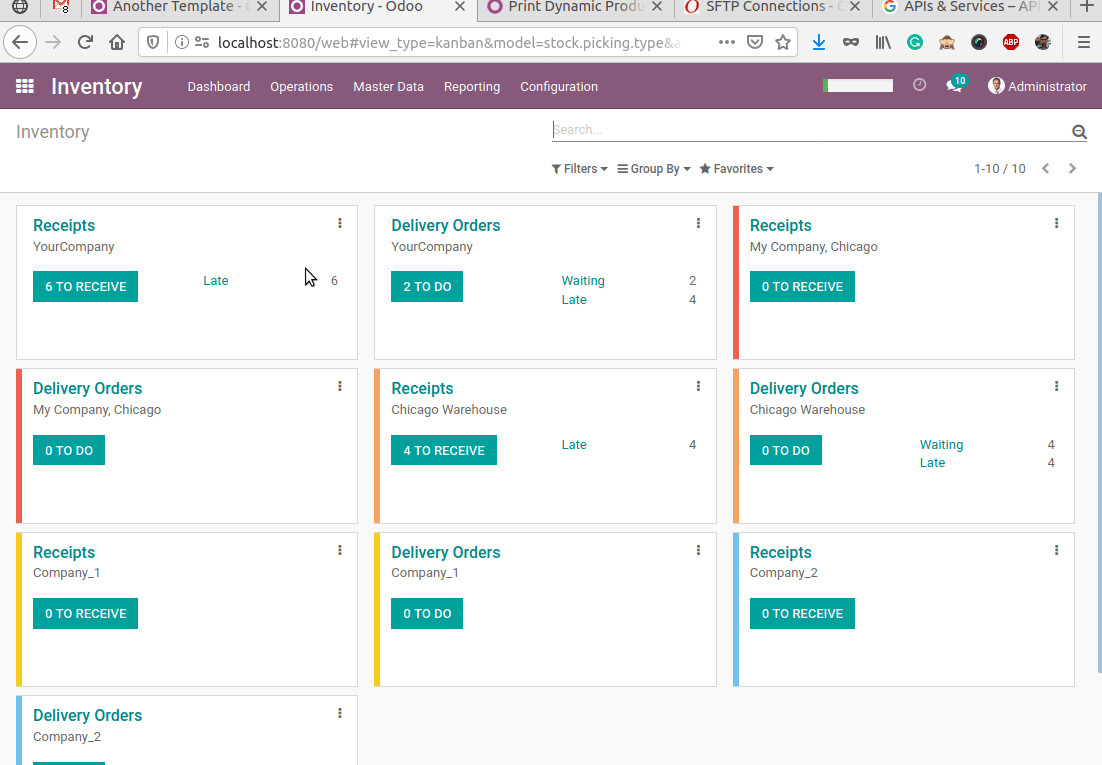 8
Another Template - C
Inventory - Odoo
Print Dynamic Produ
SFTP Connections - C
APIs & Services – API
localhost:8080/web#view_type=kanban&model=stock.picking.type&a
ABP
Inventory
Dashboard
Operations
Master Data
Reporting
Configuration
10
Administrator
Inventory
Search...
Filters
Group By
Favorites
1-10 / 10
Receipts
YourCompany
6 TO RECEIVE
Late 6
Delivery Orders
YourCompany
2 TO DO
Waiting 2
Late 4
Receipts
My Company, Chicago
0 TO RECEIVE
Delivery Orders
My Company, Chicago
0 TO DO
Receipts
Chicago Warehouse
4 TO RECEIVE
Late 4
Delivery Orders
Chicago Warehouse
0 TO DO
Waiting 4
Late 4
Receipts
Company_1
0 TO RECEIVE
Delivery Orders
Company_1
0 TO DO
Receipts
Company_2
0 TO RECEIVE
Delivery Orders
Company_2